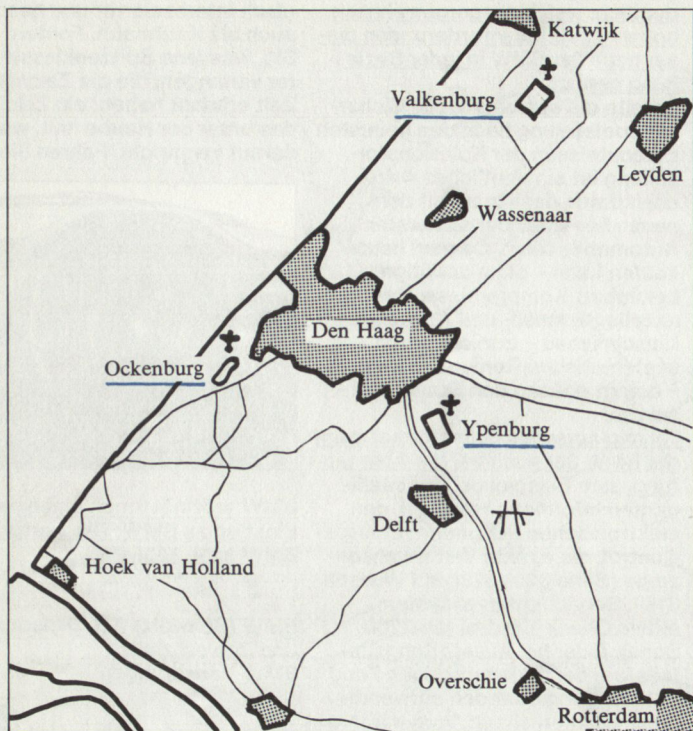 Katwijk
Valkenburg
Leyden
Wassenaar
Den Haag
Ockenburg
Ypenburg
Delft
Hoek van Holland
Overschie
Rotterdam